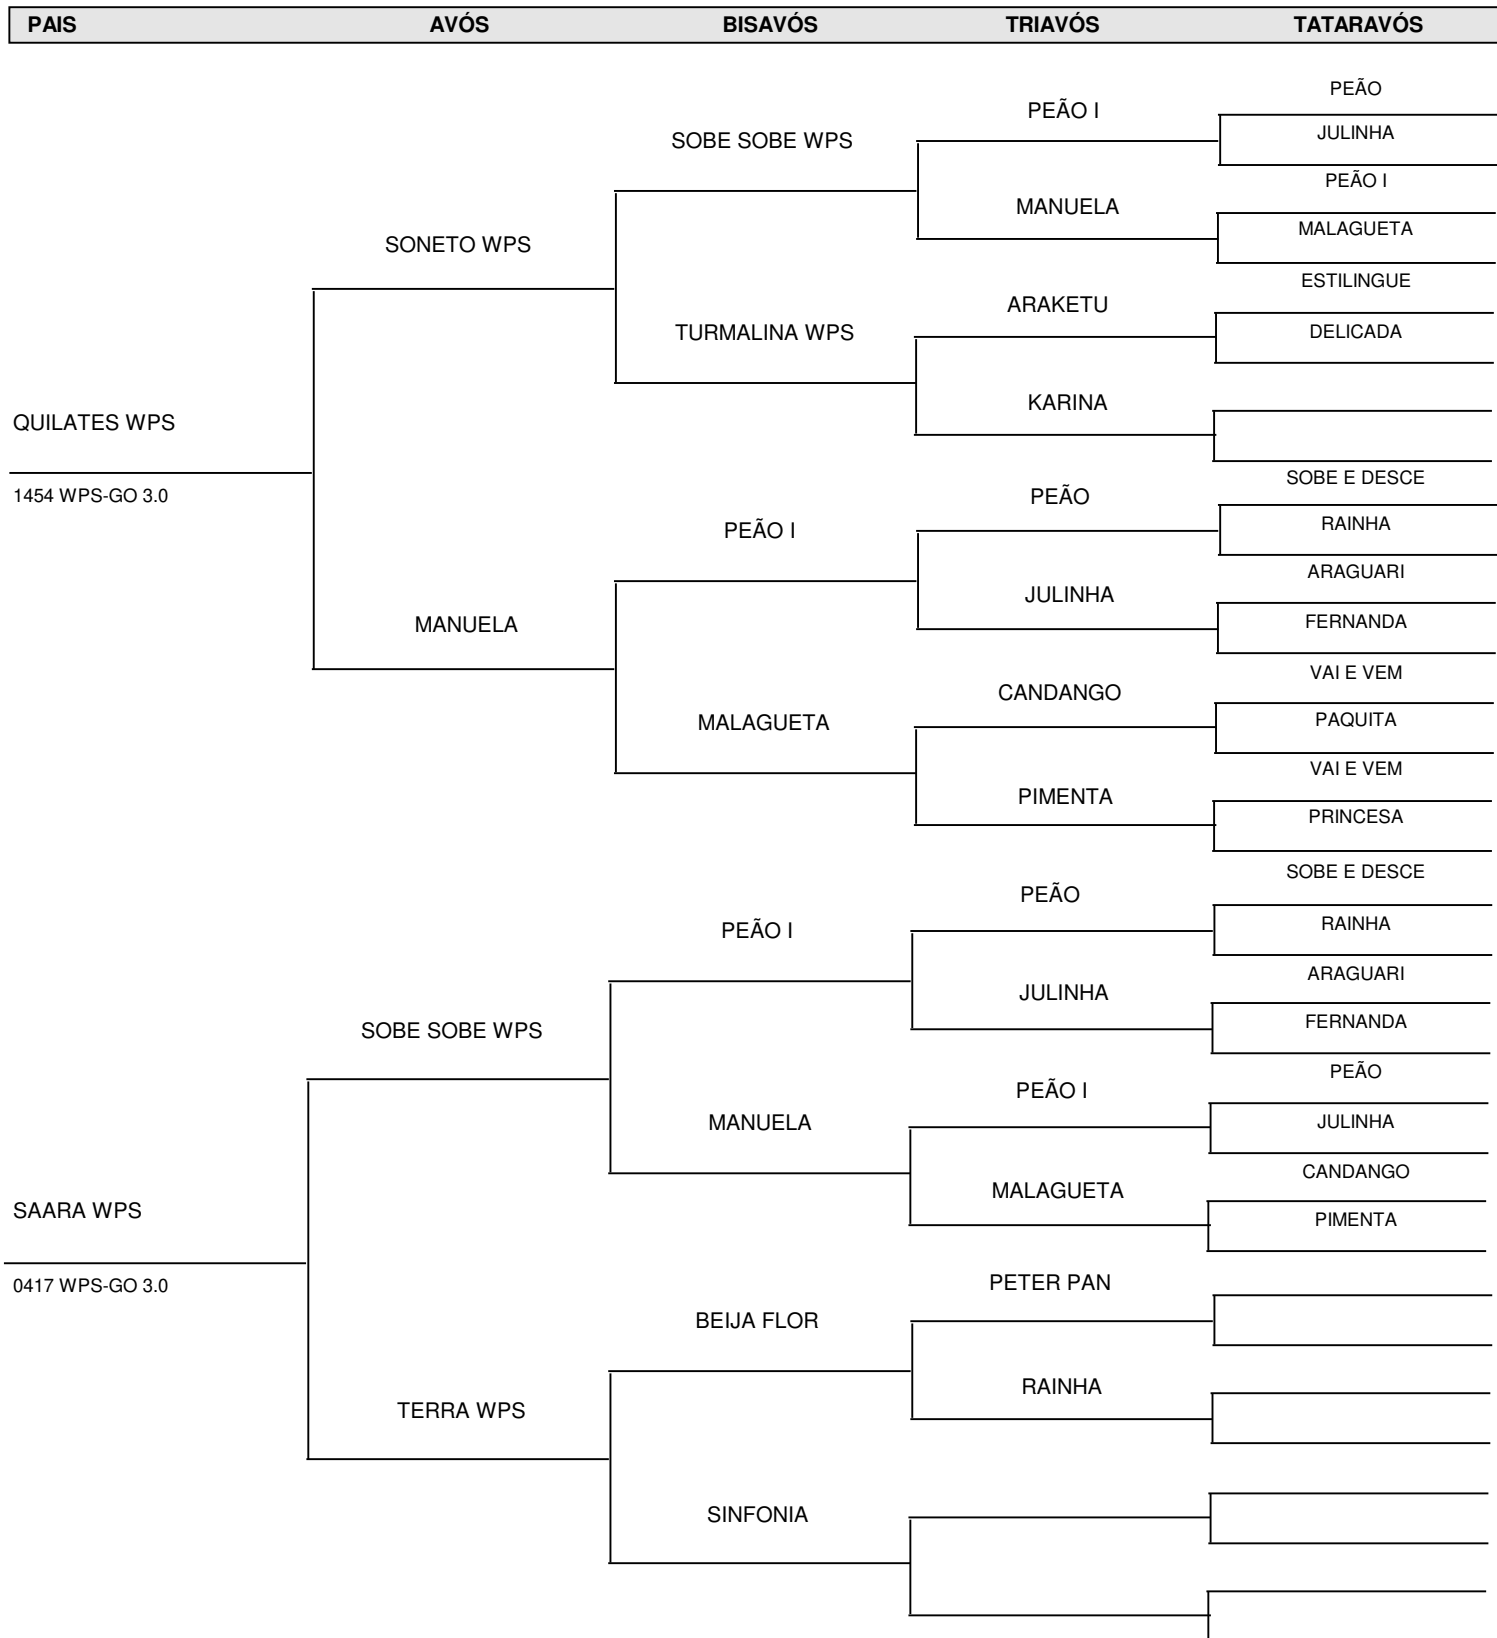 PAIS AVÓS BISAVÓS TRIAVÓS TATARAVÓS
PEÃO
PEÃO I
JULINHA
SOBE SOBE WPS
PEÃO I
MANUELA
MALAGUETA
SONETO WPS
ESTILINGUE
ARAKETU
DELICADA
TURMALINA WPS
KARINA
QUILATES WPS
SOBE E DESCE
1454 WPS-GO 3.0
PEÃO
RAINHA
PEÃO I
ARAGUARI
JULINHA
FERNANDA
MANUELA
VAI E VEM
CANDANGO
PAQUITA
MALAGUETA
VAI E VEM
PIMENTA
PRINCESA
SOBE E DESCE
PEÃO
RAINHA
PEÃO I
ARAGUARI
JULINHA
FERNANDA
SOBE SOBE WPS
PEÃO
PEÃO I
JULINHA
MANUELA
CANDANGO
MALAGUETA
SAARA WPS
PIMENTA
0417 WPS-GO 3.0
PETER PAN
BEIJA FLOR
RAINHA
TERRA WPS
SINFONIA